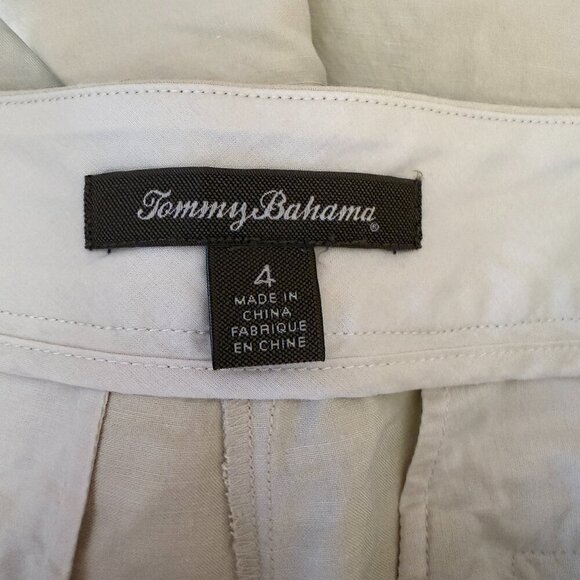 Tommy Bahama®
4
MADE IN
CHINA
FABRIQUE
EN CHINE